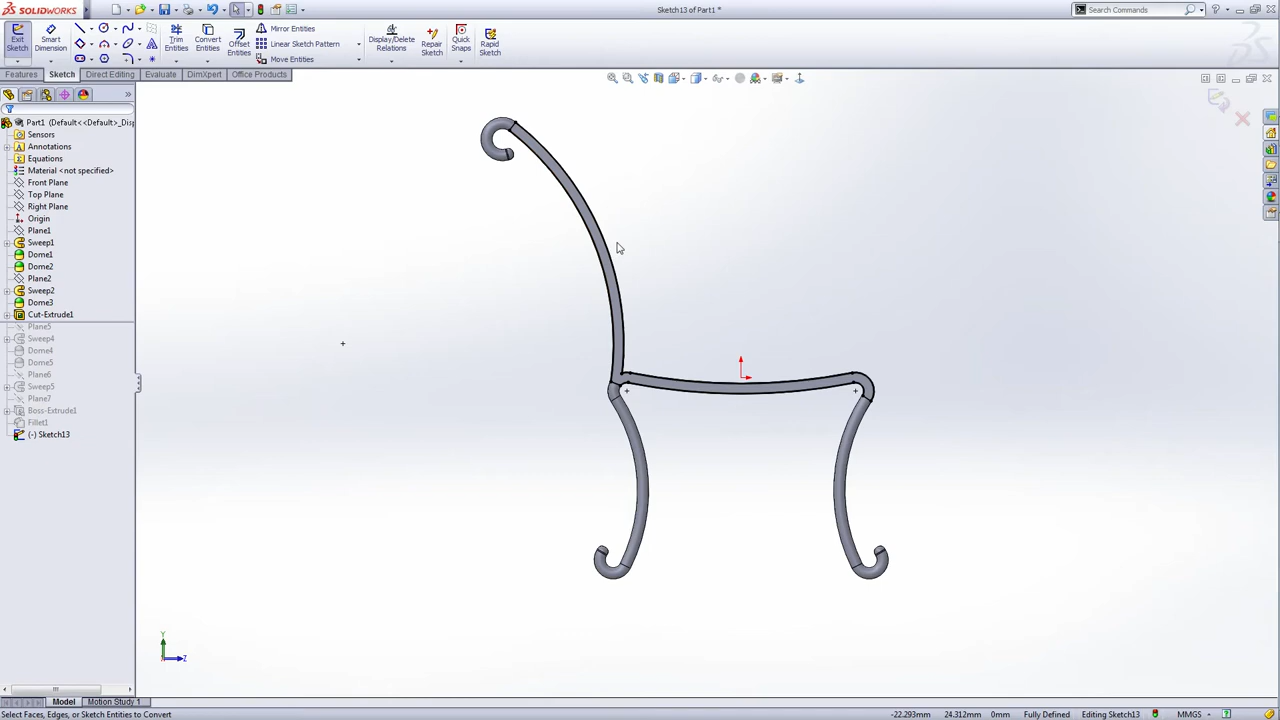 SOLIDWORKS
Sketch13 of Part1 *
Search Commands
Exit Sketch
Smart Dimension
Trim Entities
Convert Entities
Offset Entities
Mirror Entities
Linear Sketch Pattern
Move Entities
Display/Delete Relations
Repair Sketch
Quick Snaps
Rapid Sketch
Features
Sketch
Direct Editing
Evaluate
DimXpert
Office Products
Part1 (Default<<Default>_Disp
Sensors
Annotations
Equations
Material <not specified>
Front Plane
Top Plane
Right Plane
Origin
Plane1
Sweep1
Dome1
Dome2
Plane2
Sweep2
Dome3
Cut-Extrude1
Plane5
Sweep4
Dome4
Dome5
Plane6
Sweep5
Plane7
Boss-Extrude1
Fillet1
(-) Sketch13
Y
Z
Model
Motion Study 1
Select Faces, Edges, or Sketch Entities to Convert
-22.293mm
24.312mm
0mm
Fully Defined
Editing Sketch13
MMGS